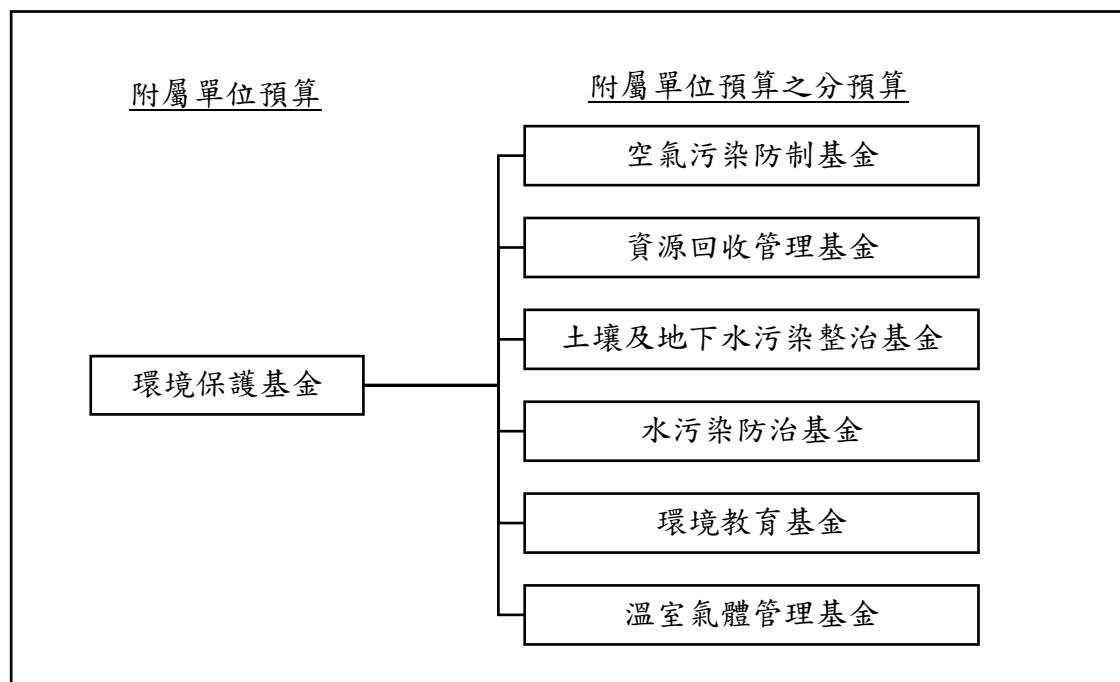 附屬單位預算
附屬單位預算之分預算
空氣污染防制基金
資源回收管理基金
土壤及地下水污染整治基金
環境保護基金
水污染防治基金
環境教育基金
溫室氣體管理基金